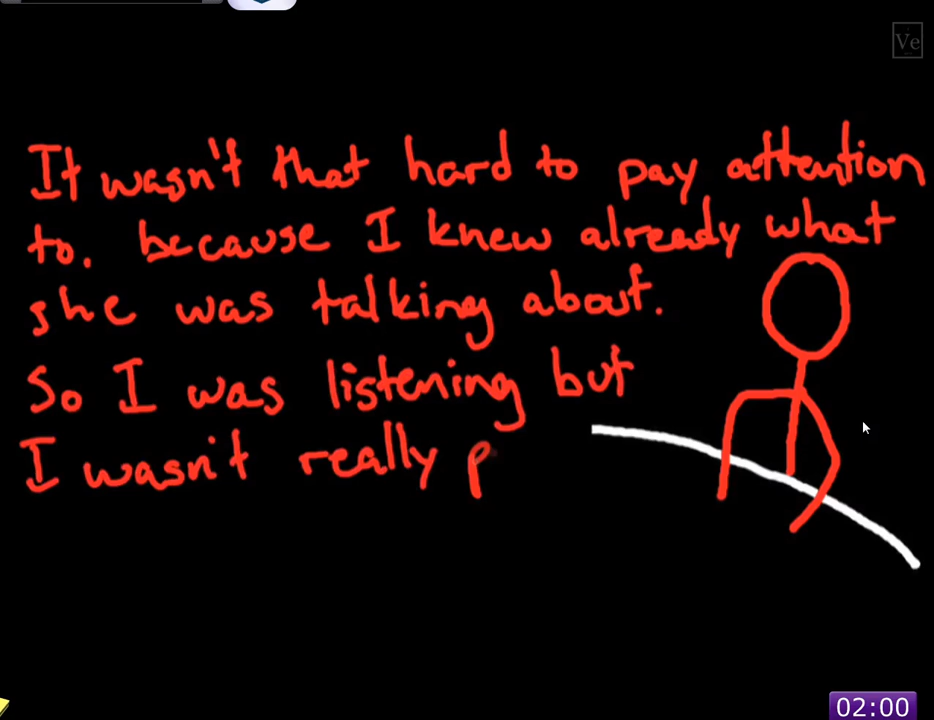 Ve
It wasn't that hard to pay attention
to. because I knew already what
she was talking about.
So I was listening but
I wasn't really p
02:00